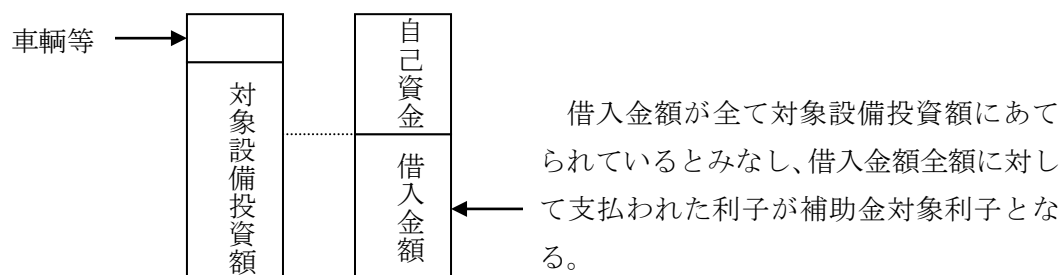 車輌等
対象設備投資額
自己資金
借入金額
借入金額が全て対象設備投資額にあて
られているとみなし、借入金額全額に対し
て支払われた利子が補助金対象利子とな
る。